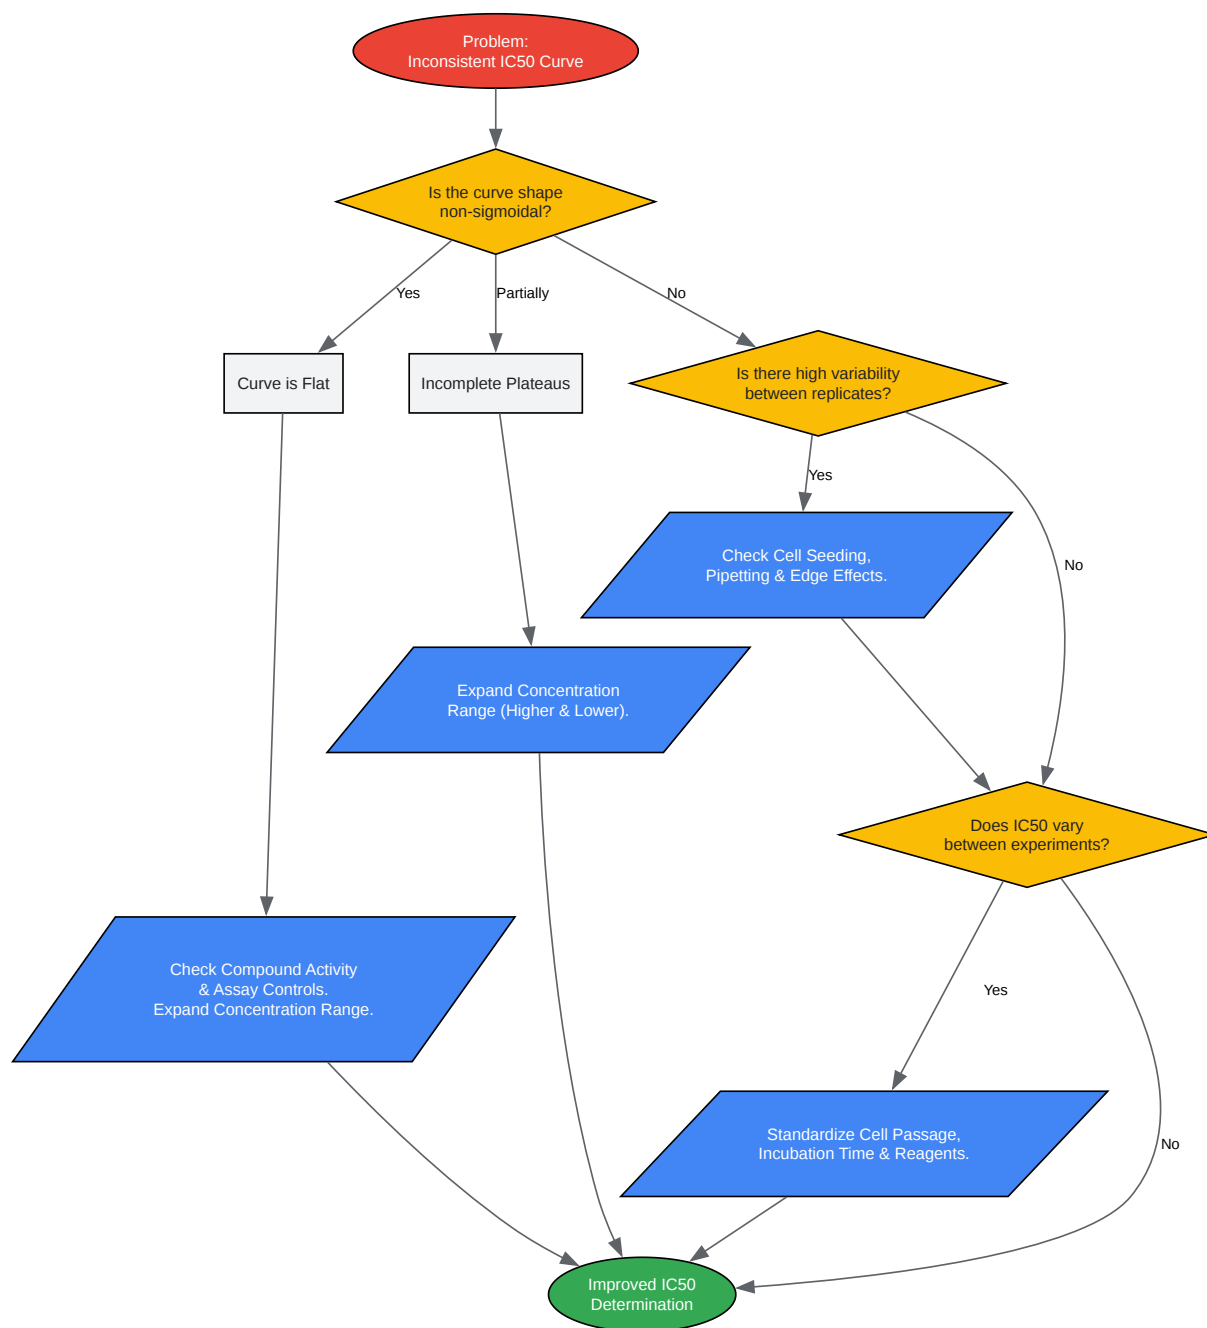 Problem:
Inconsistent IC50 Curve
Is the curve shape
non-sigmoidal?
Yes
Partially
No
Curve is Flat
Incomplete Plateaus
Is there high variability
between replicates?
Yes
No
Check Cell Seeding,
Pipetting & Edge Effects.
Expand Concentration
Range (Higher & Lower).
Does IC50 vary
between experiments?
Check Compound Activity
& Assay Controls.
Expand Concentration Range.
Yes
No
Standardize Cell Passage,
Incubation Time & Reagents.
Improved IC50
Determination